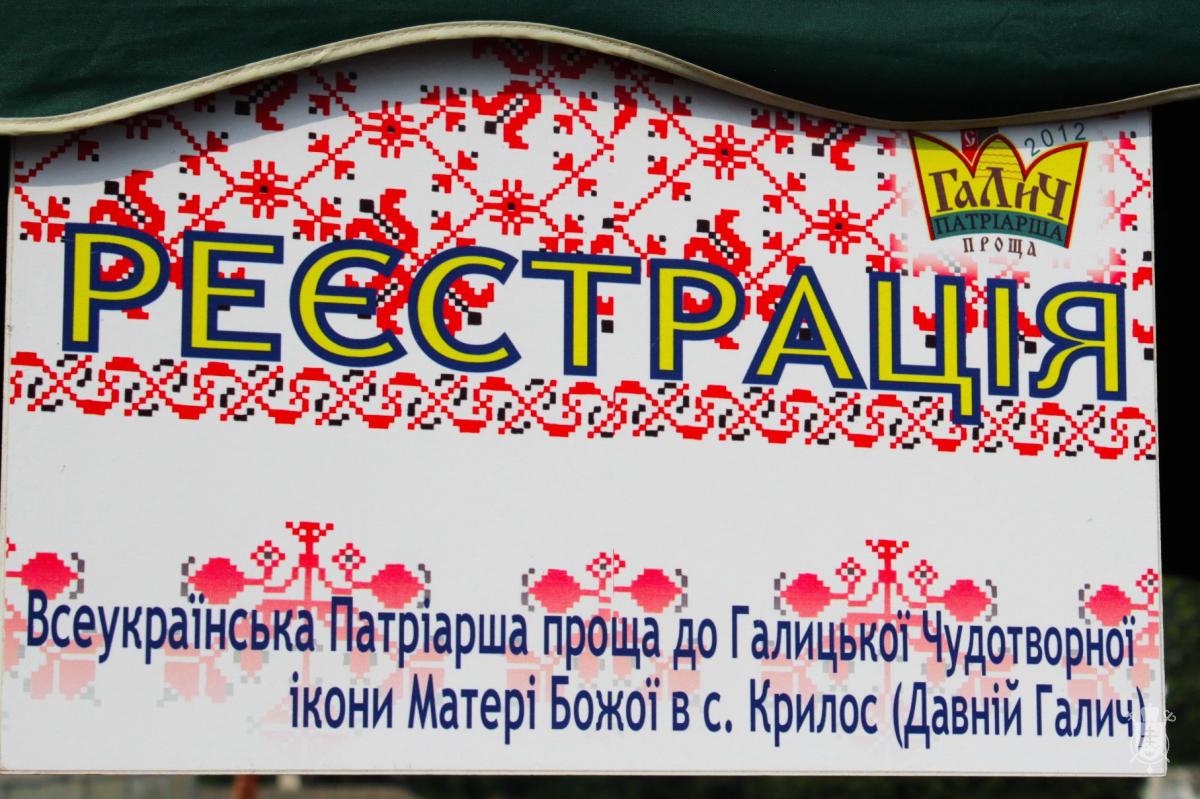 2012
ГаЛиЧ
ПАТРІАРША
ПРОЩА
РЕЄСТРАЦІЯ
Всеукраїнська Патріарша проща до Галицької Чудотворної
ікони Матері Божої в с. Крилос (Давній Галич)